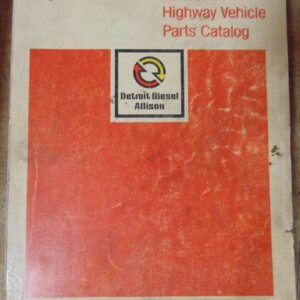 Highway Vehicle
Parts Catalog
Detroit Diesel
Allison